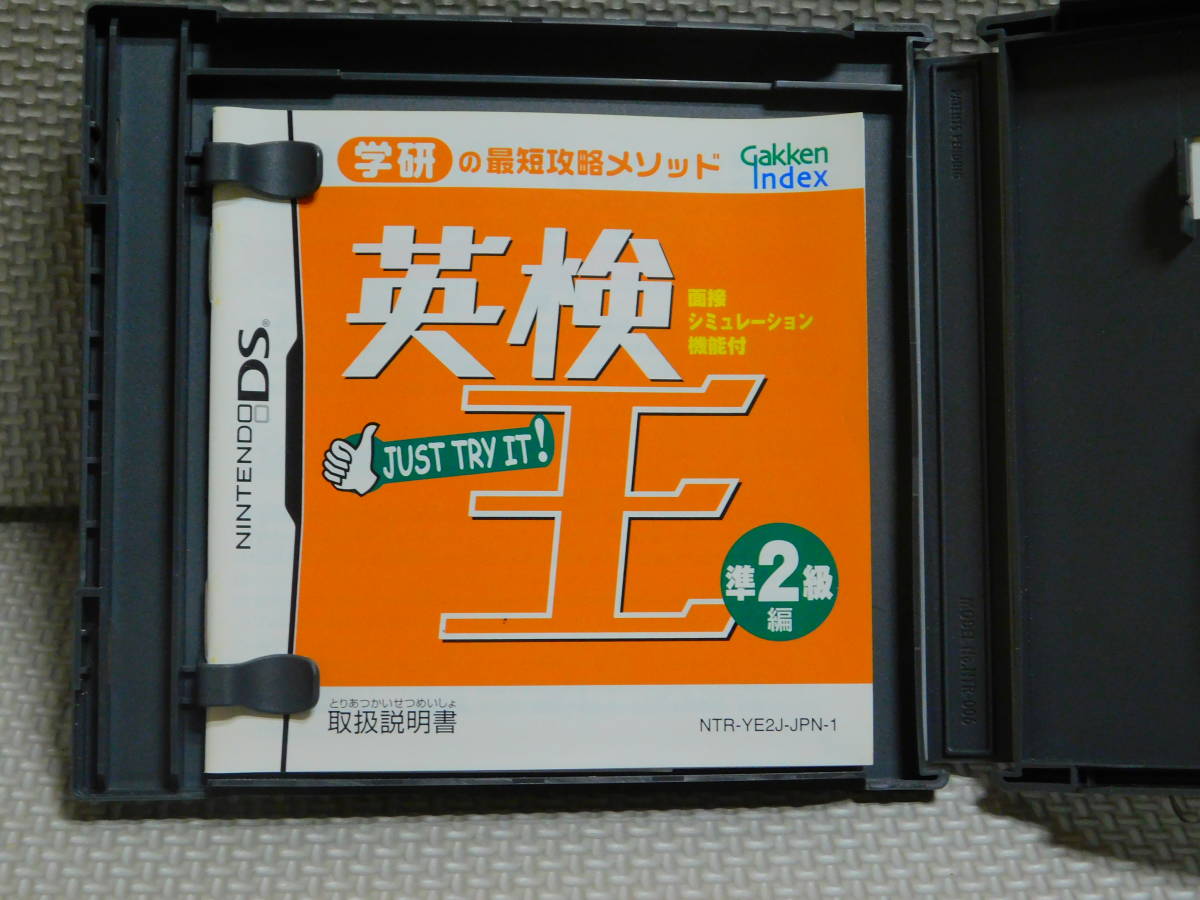 学研の最短攻略メソッド
Gakken
Index
英検
面接
シミュレーション
機能付
JUST TRY IT!
王
準2級
編
NINTENDODS®
とりあつかいせつめいしょ
取扱説明書
NTR-YE2J-JPN-1